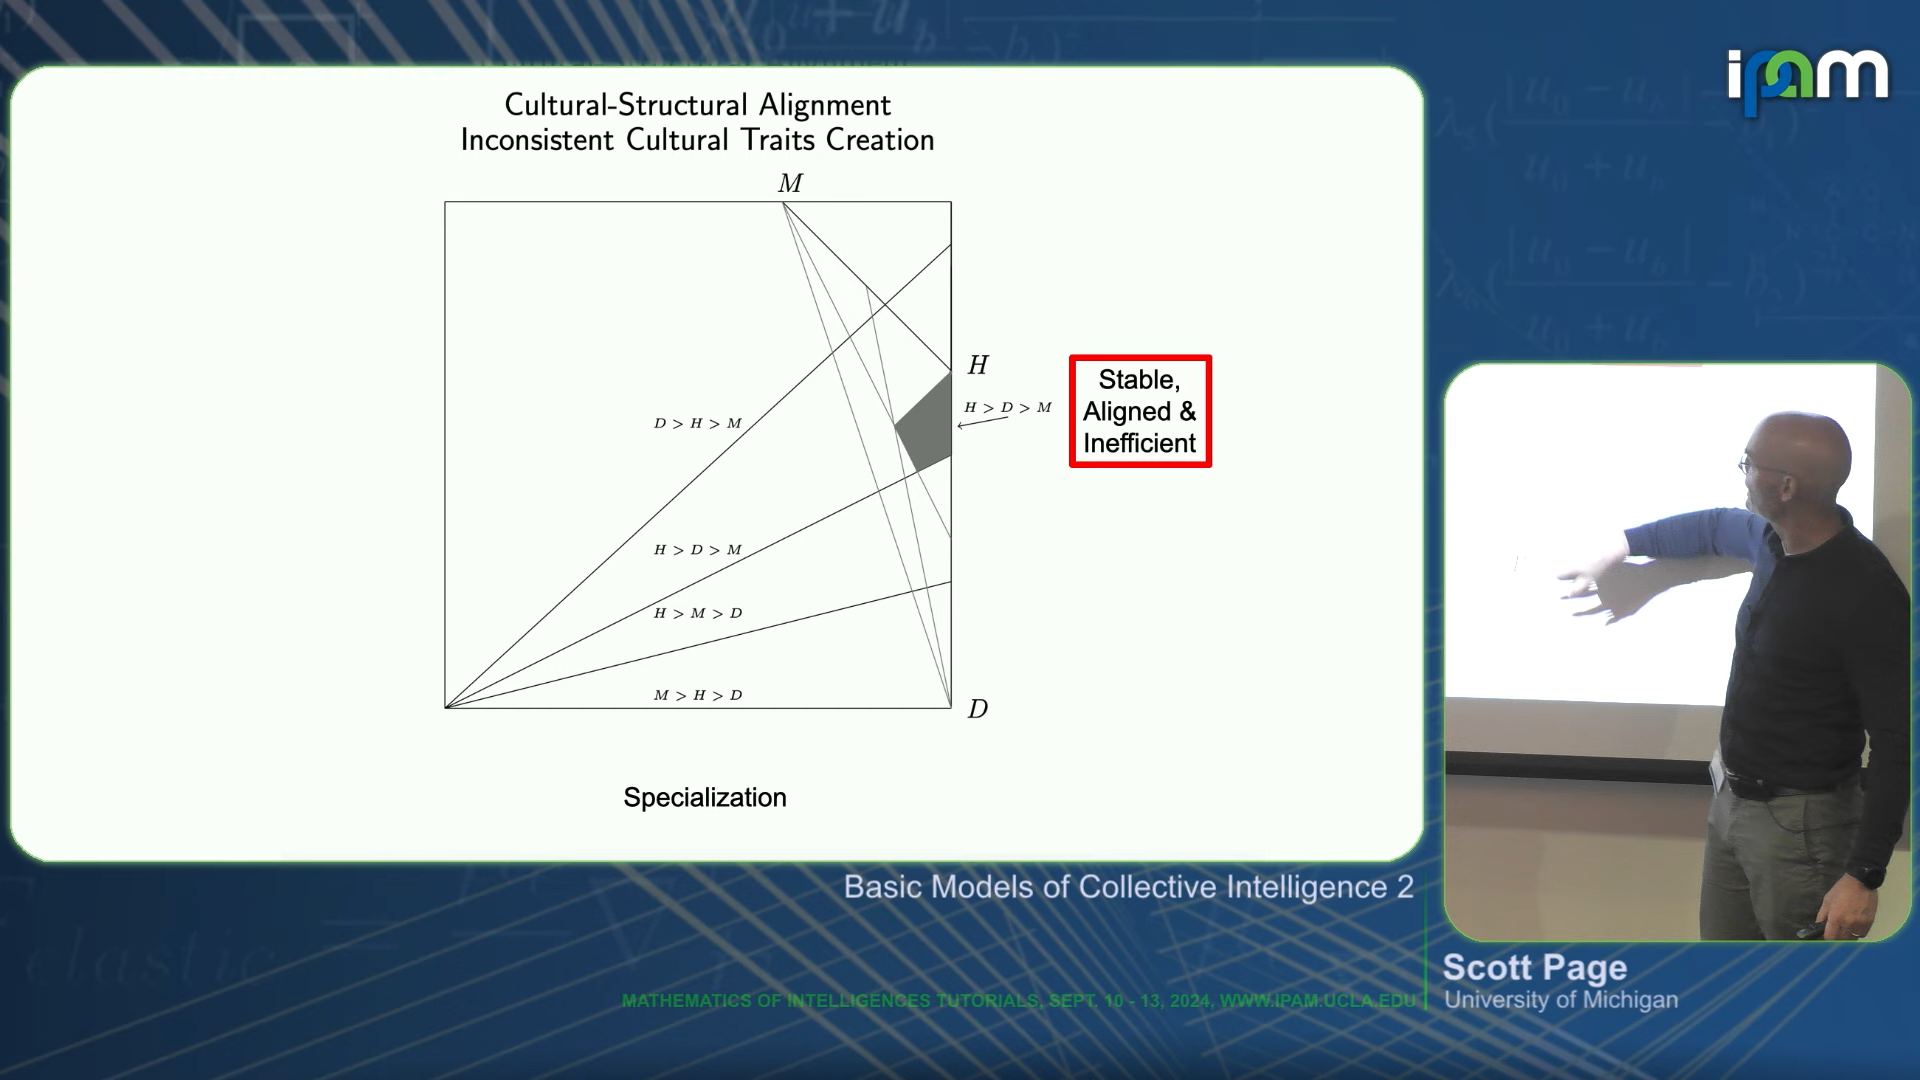 ipam
Cultural-Structural Alignment
Inconsistent Cultural Traits Creation
M
H
H > D > M
Stable,
Aligned &
Inefficient
D > H > M
H > D > M
H > M > D
M > H > D
D
Specialization
Basic Models of Collective Intelligence 2
Scott Page
University of Michigan
MATHEMATICS OF INTELLIGENCES TUTORIALS, SEPT. 10 - 13, 2024, WWW.IPAM.UCLA.EDU
elastic